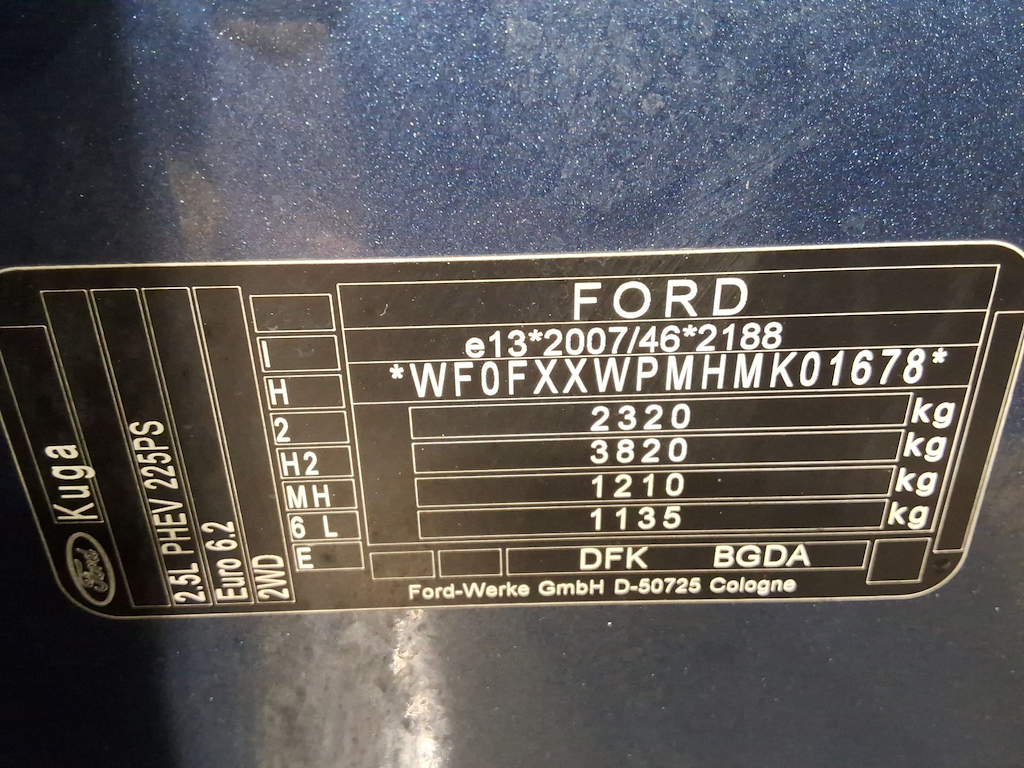 FORD
e13*2007/46*2188
*WF0FXXWPMHMK01678*
2320 kg
3820 kg
1210 kg
1135 kg
DFK BGDA
Ford-Werke GmbH D-50725 Cologne
I
H
2
H2
MH
6 L
E
Ford Kuga
2.5L PHEV 225PS
Euro 6.2
2WD